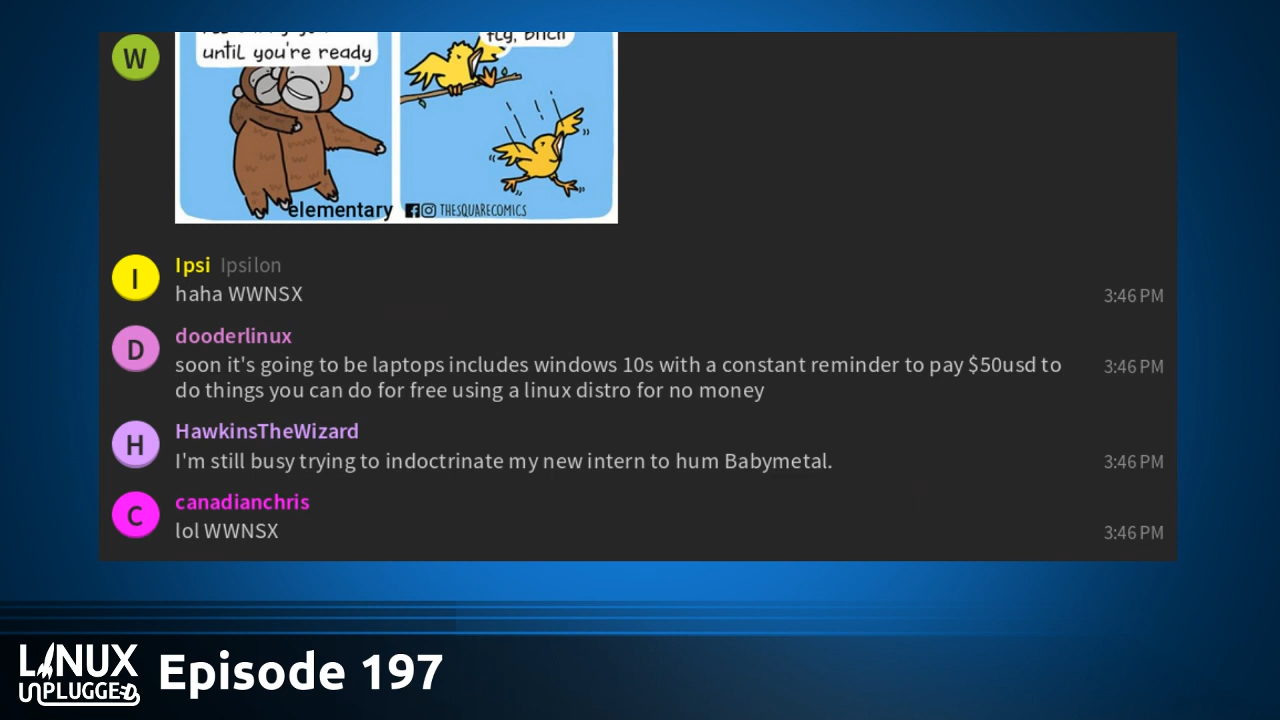 W
until you're ready
fly, bitch
elementary
THESQUARECOMICS
I
Ipsi Ipsilon
haha WWNSX
3:46 PM
D
dooderlinux
soon it's going to be laptops includes windows 10s with a constant reminder to pay $50usd to
3:46 PM
do things you can do for free using a linux distro for no money
H
HawkinsTheWizard
I'm still busy trying to indoctrinate my new intern to hum Babymetal.
3:46 PM
C
canadianchris
lol WWNSX
3:46 PM
LINUX
UNPLUGGED
Episode 197